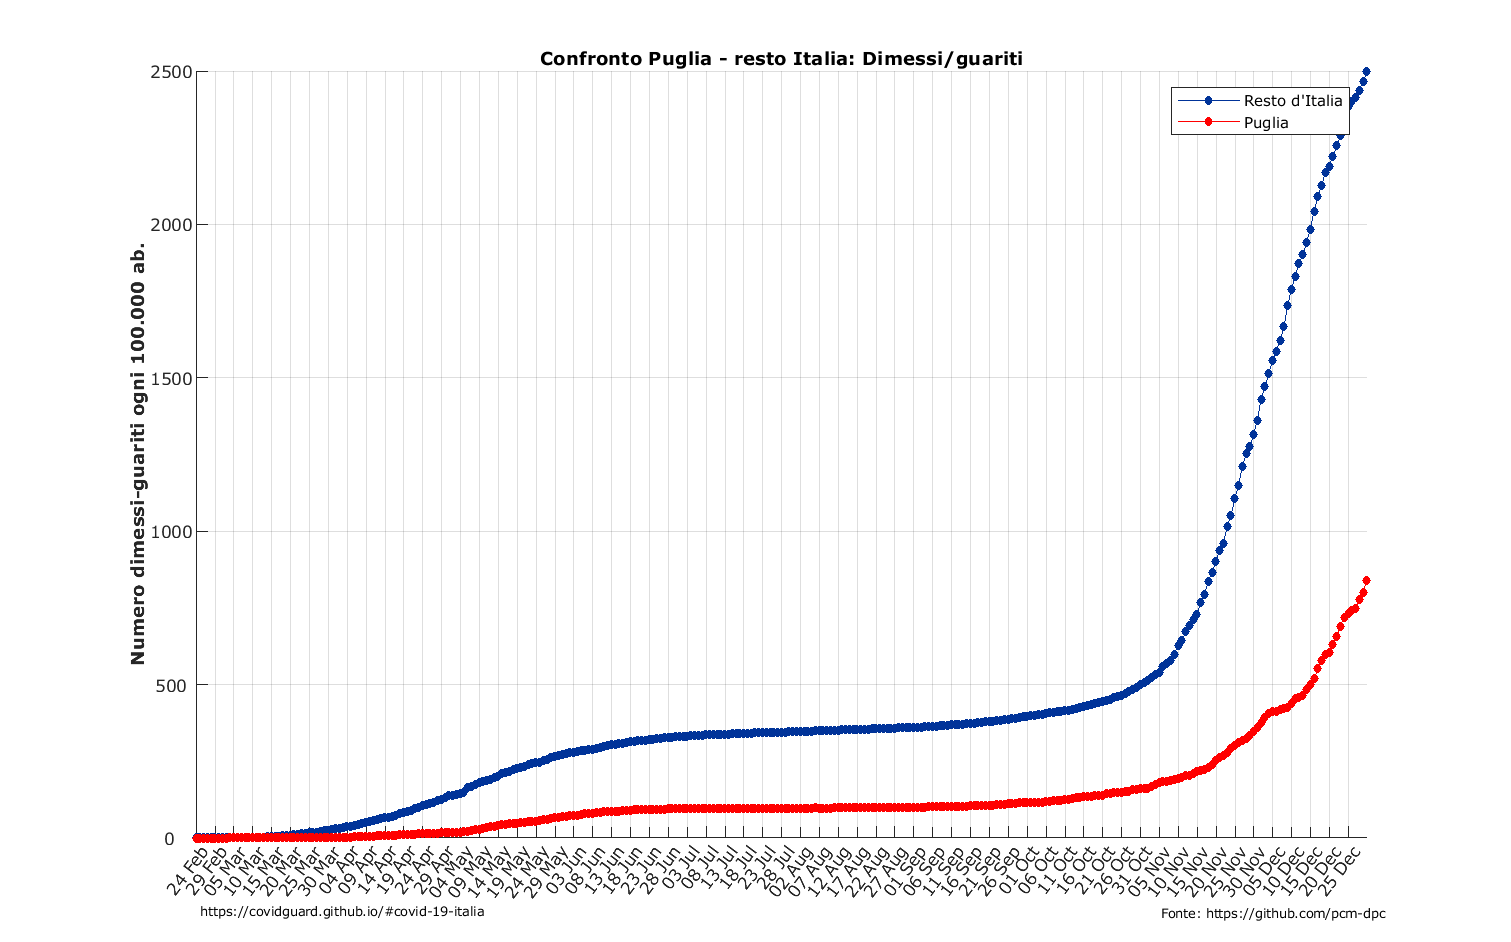 Confronto Puglia - resto Italia: Dimessi/guariti
Resto d'Italia
Puglia
Numero dimessi-guariti ogni 100.000 ab.
2500
2000
1500
1000
500
0
24 Feb
29 Feb
05 Mar
10 Mar
15 Mar
20 Mar
25 Mar
30 Mar
04 Apr
09 Apr
14 Apr
19 Apr
24 Apr
29 Apr
04 May
09 May
14 May
19 May
24 May
29 May
03 Jun
08 Jun
13 Jun
18 Jun
23 Jun
28 Jun
03 Jul
08 Jul
13 Jul
18 Jul
23 Jul
28 Jul
02 Aug
07 Aug
12 Aug
17 Aug
22 Aug
27 Aug
01 Sep
06 Sep
11 Sep
16 Sep
21 Sep
26 Sep
01 Oct
06 Oct
11 Oct
16 Oct
21 Oct
26 Oct
31 Oct
05 Nov
10 Nov
15 Nov
20 Nov
25 Nov
30 Nov
05 Dec
10 Dec
15 Dec
20 Dec
25 Dec
https://covidguard.github.io/#covid-19-italia
Fonte: https://github.com/pcm-dpc